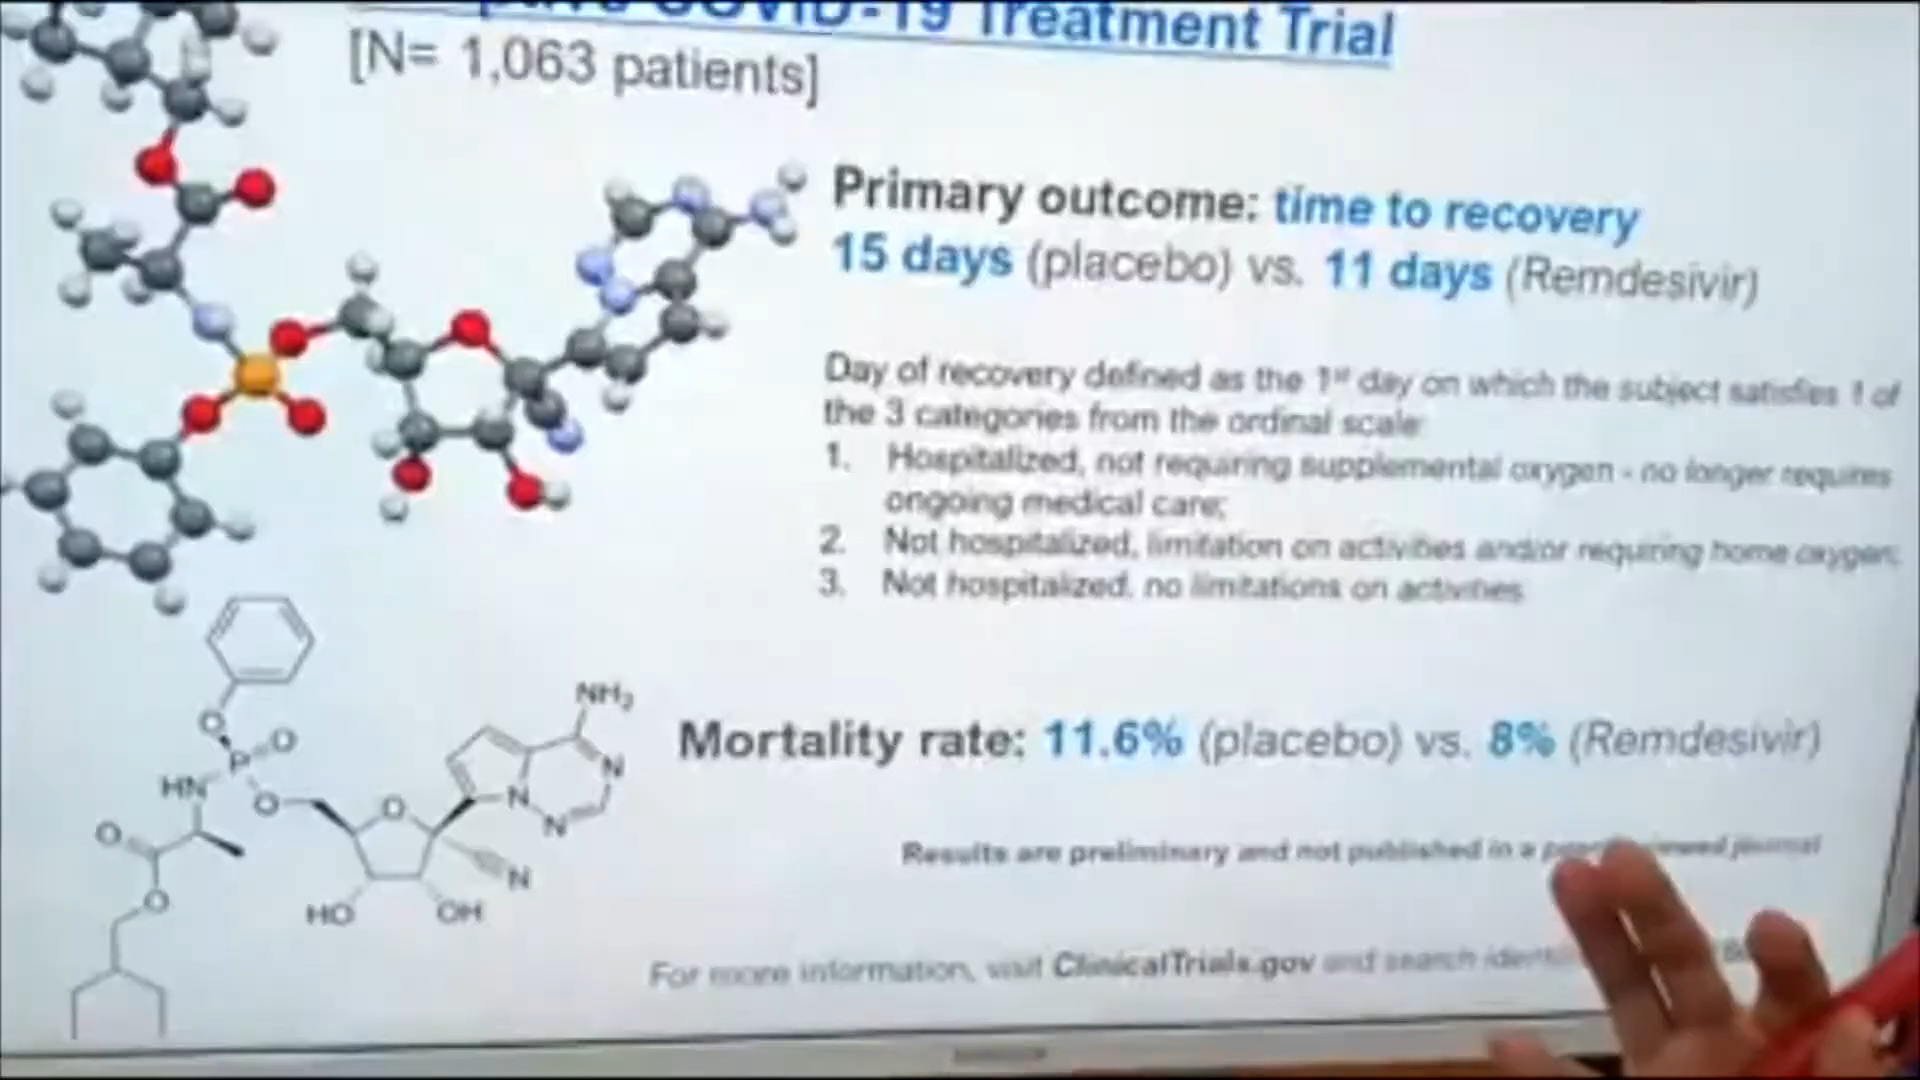 COVID-19 Treatment Trial
[N= 1,063 patients]
Primary outcome: time to recovery
15 days (placebo) vs. 11 days (Remdesivir)
Day of recovery defined as the 1st day on which the subject satisfies 1 of
the 3 categories from the ordinal scale:
1. Hospitalized, not requiring supplemental oxygen - no longer requires
ongoing medical care;
2. Not hospitalized, limitation on activities and/or requiring home oxygen;
3. Not hospitalized, no limitations on activities
Mortality rate: 11.6% (placebo) vs. 8% (Remdesivir)
Results are preliminary and not published in a journal
For more information, visit ClinicalTrials.gov and search
NH2
O
P
O
HN
O
O
N
N
N
O
O
N
HO
OH